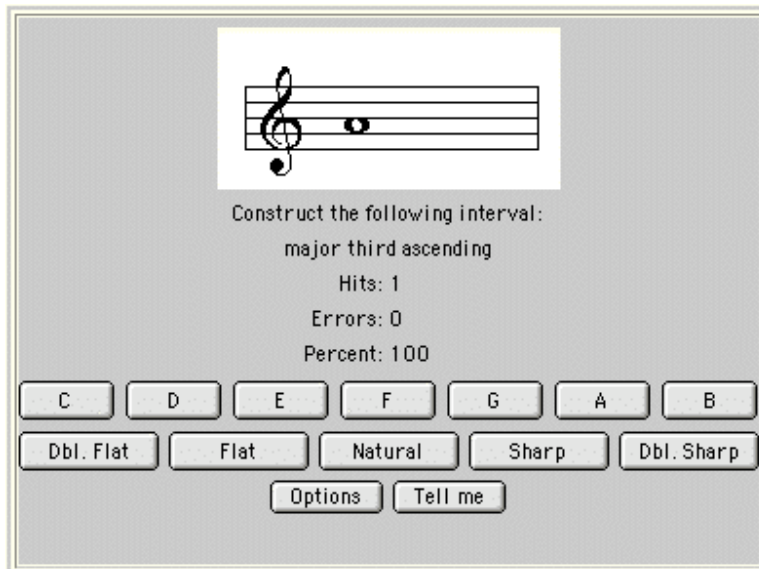 Construct the following interval:
major third ascending
Hits: 1
Errors: 0
Percent: 100
C D E F G A B
Dbl. Flat Flat Natural Sharp Dbl. Sharp
Options Tell me